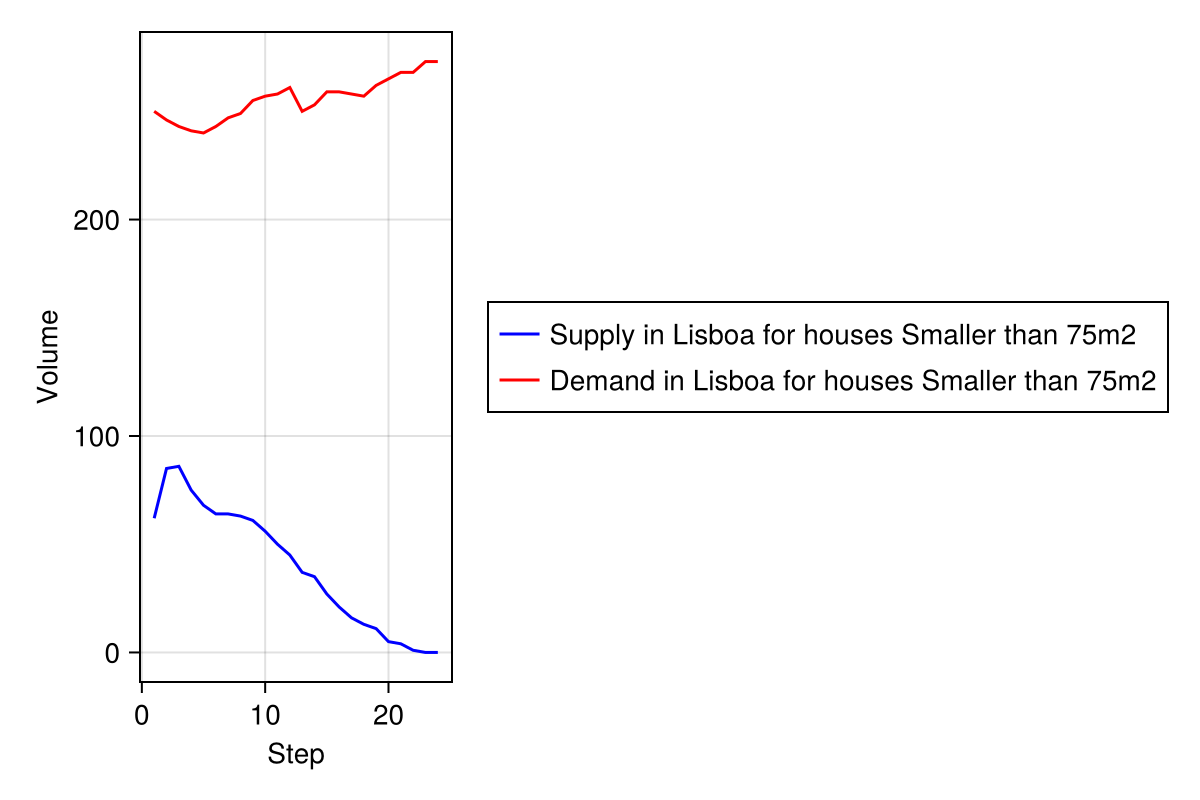 200
100
0
Volume
0 10 20
Step
Supply in Lisboa for houses Smaller than 75m2
Demand in Lisboa for houses Smaller than 75m2